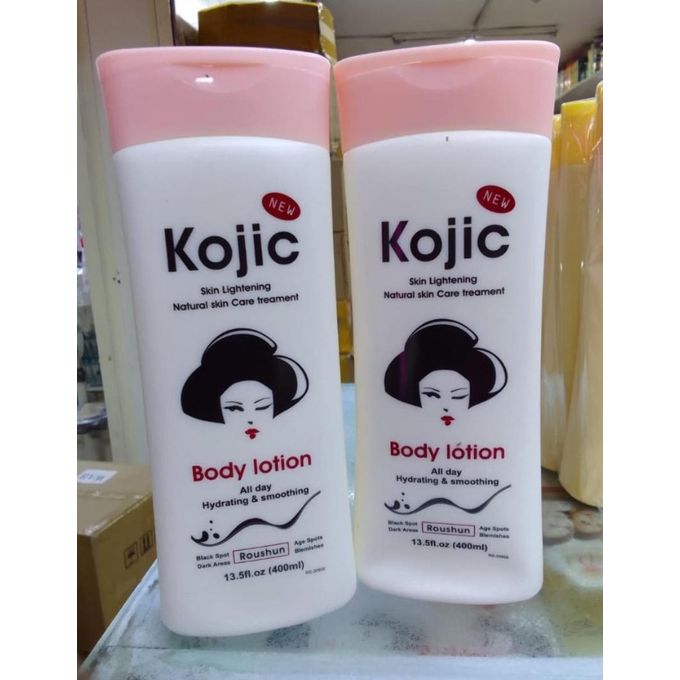 NEW
Kojic
Skin Lightening
Natural skin Care treament
Body lotion
All day
Hydrating & smoothing
Black Spot
Dark Areas
Roushun
Age Spots
Blemishes
13.5fl.oz (400ml)
NEW
Kojic
Skin Lightening
Natural skin Care treament
Body lotion
All day
Hydrating & smoothing
Black Spot
Dark Areas
Roushun
Age Spots
Blemishes
13.5fl.oz (400ml)